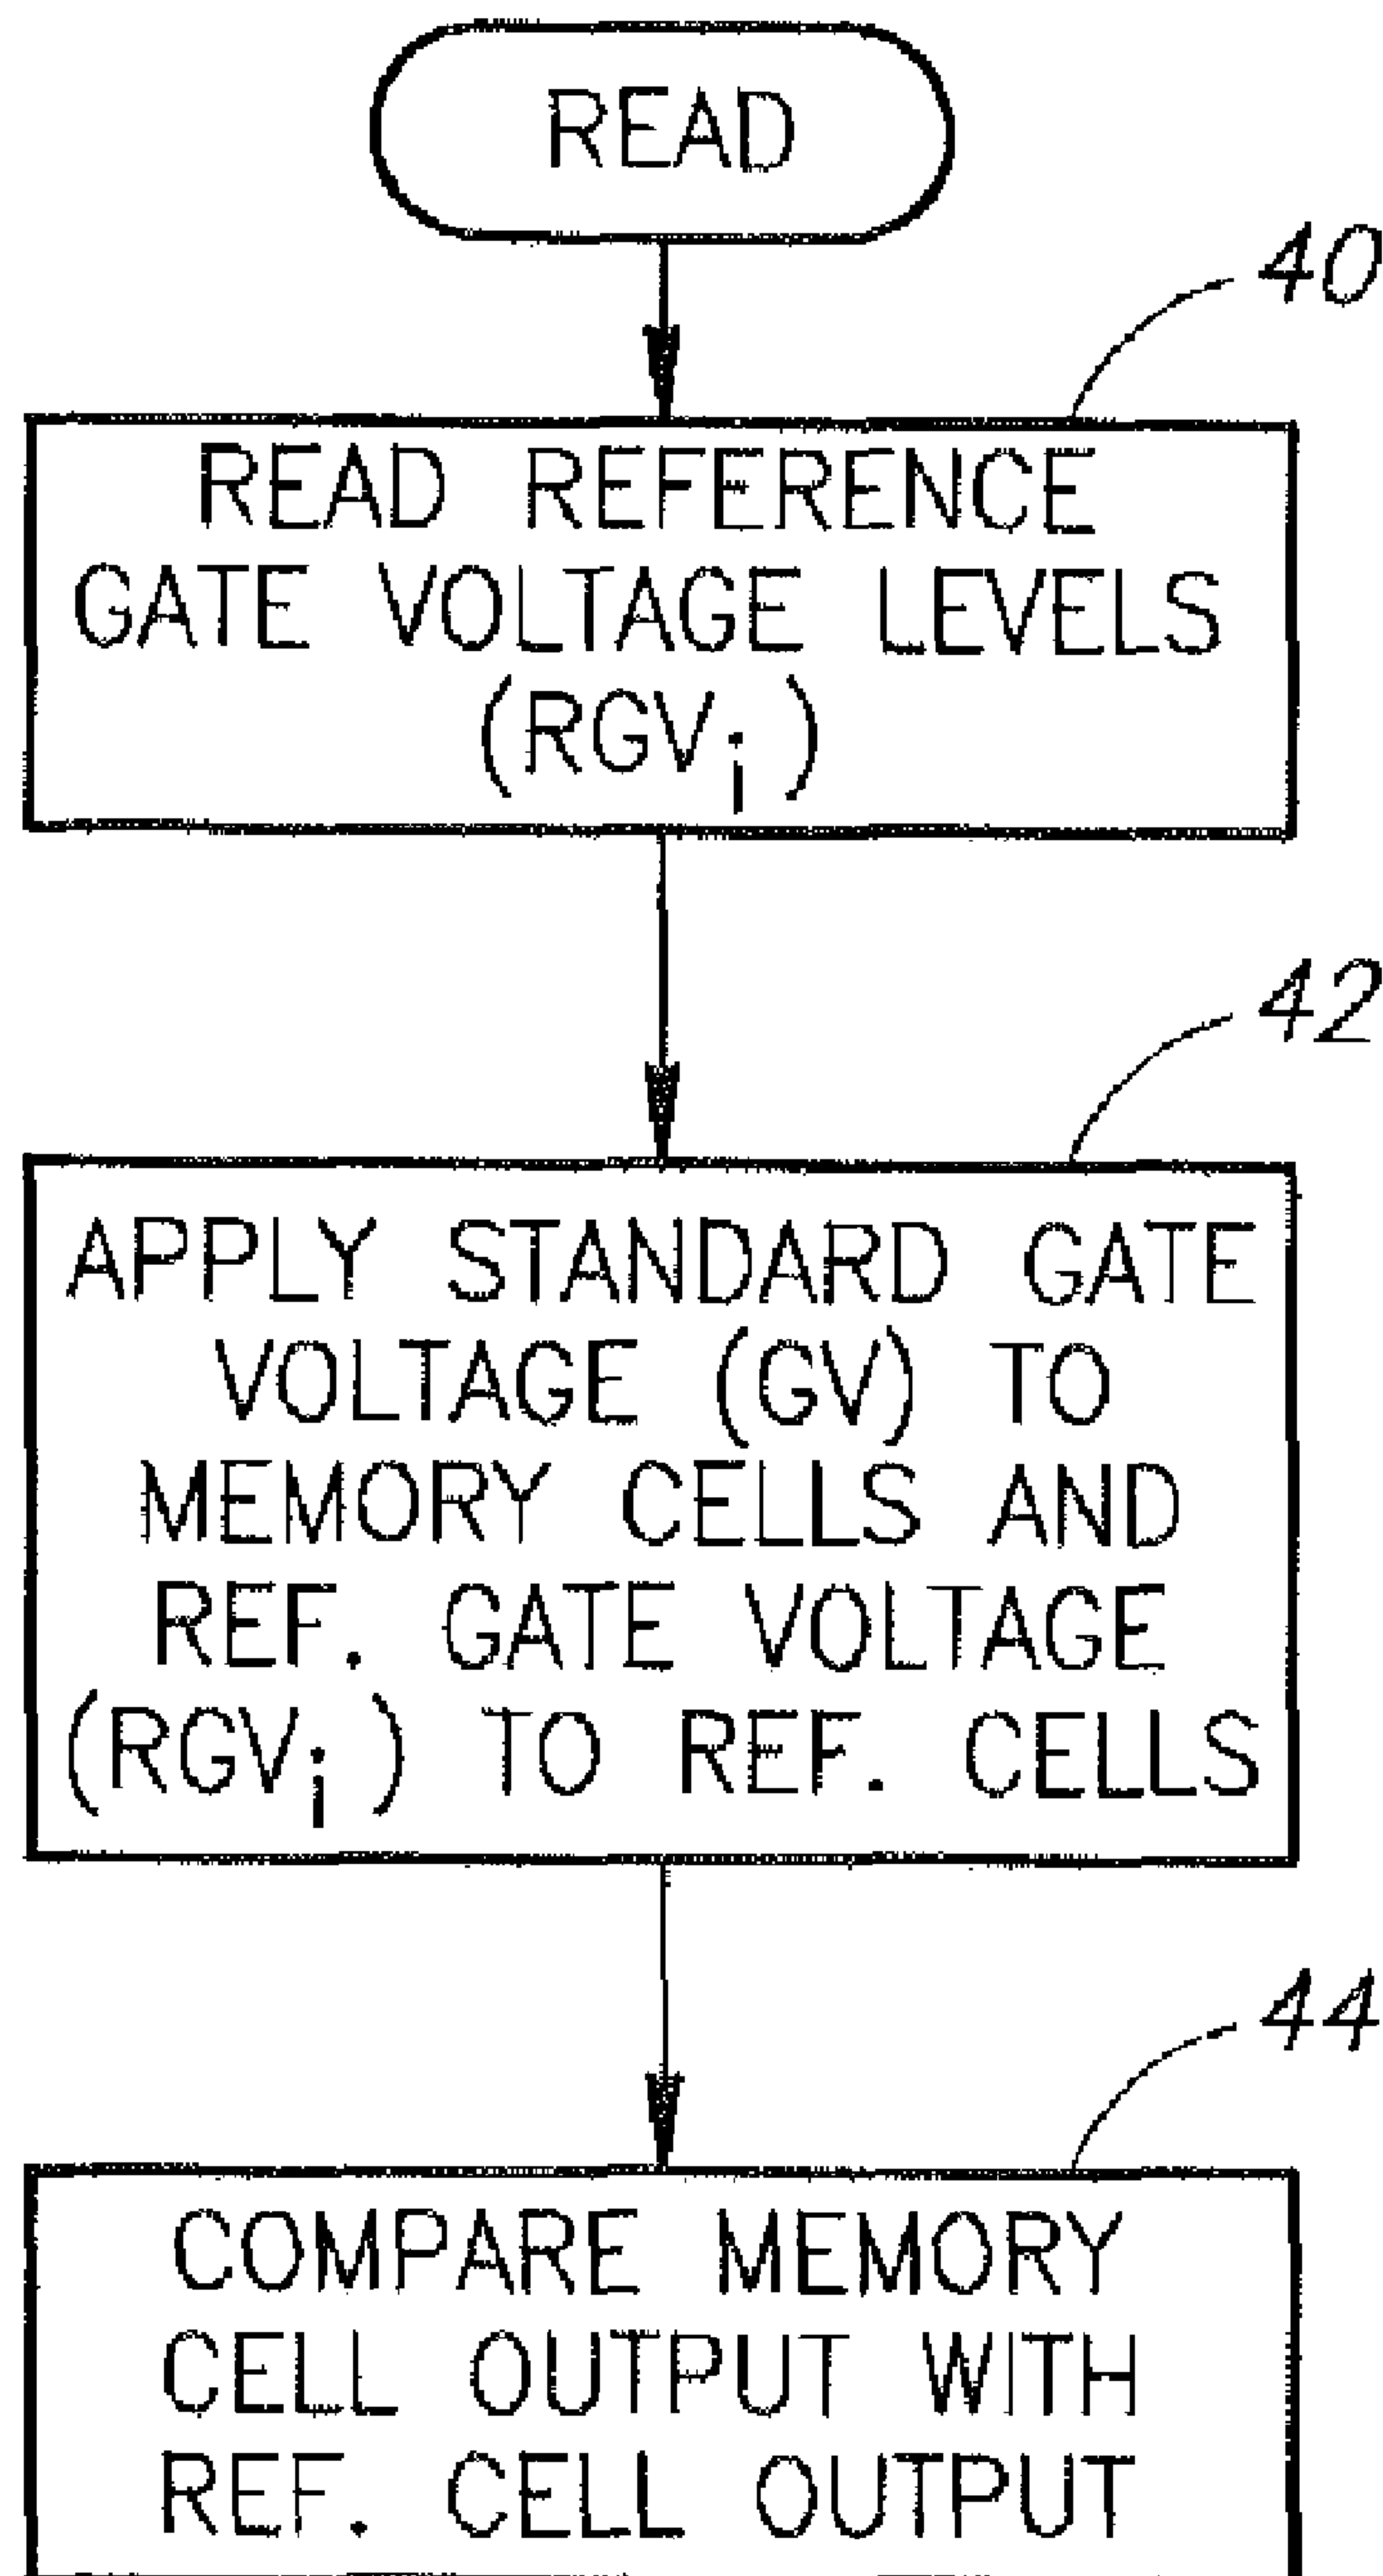 READ
40
READ REFERENCE
GATE VOLTAGE LEVELS
(RGVi)
42
APPLY STANDARD GATE
VOLTAGE (GV) TO
MEMORY CELLS AND
REF. GATE VOLTAGE
(RGVi) TO REF. CELLS
44
COMPARE MEMORY
CELL OUTPUT WITH
REF. CELL OUTPUT